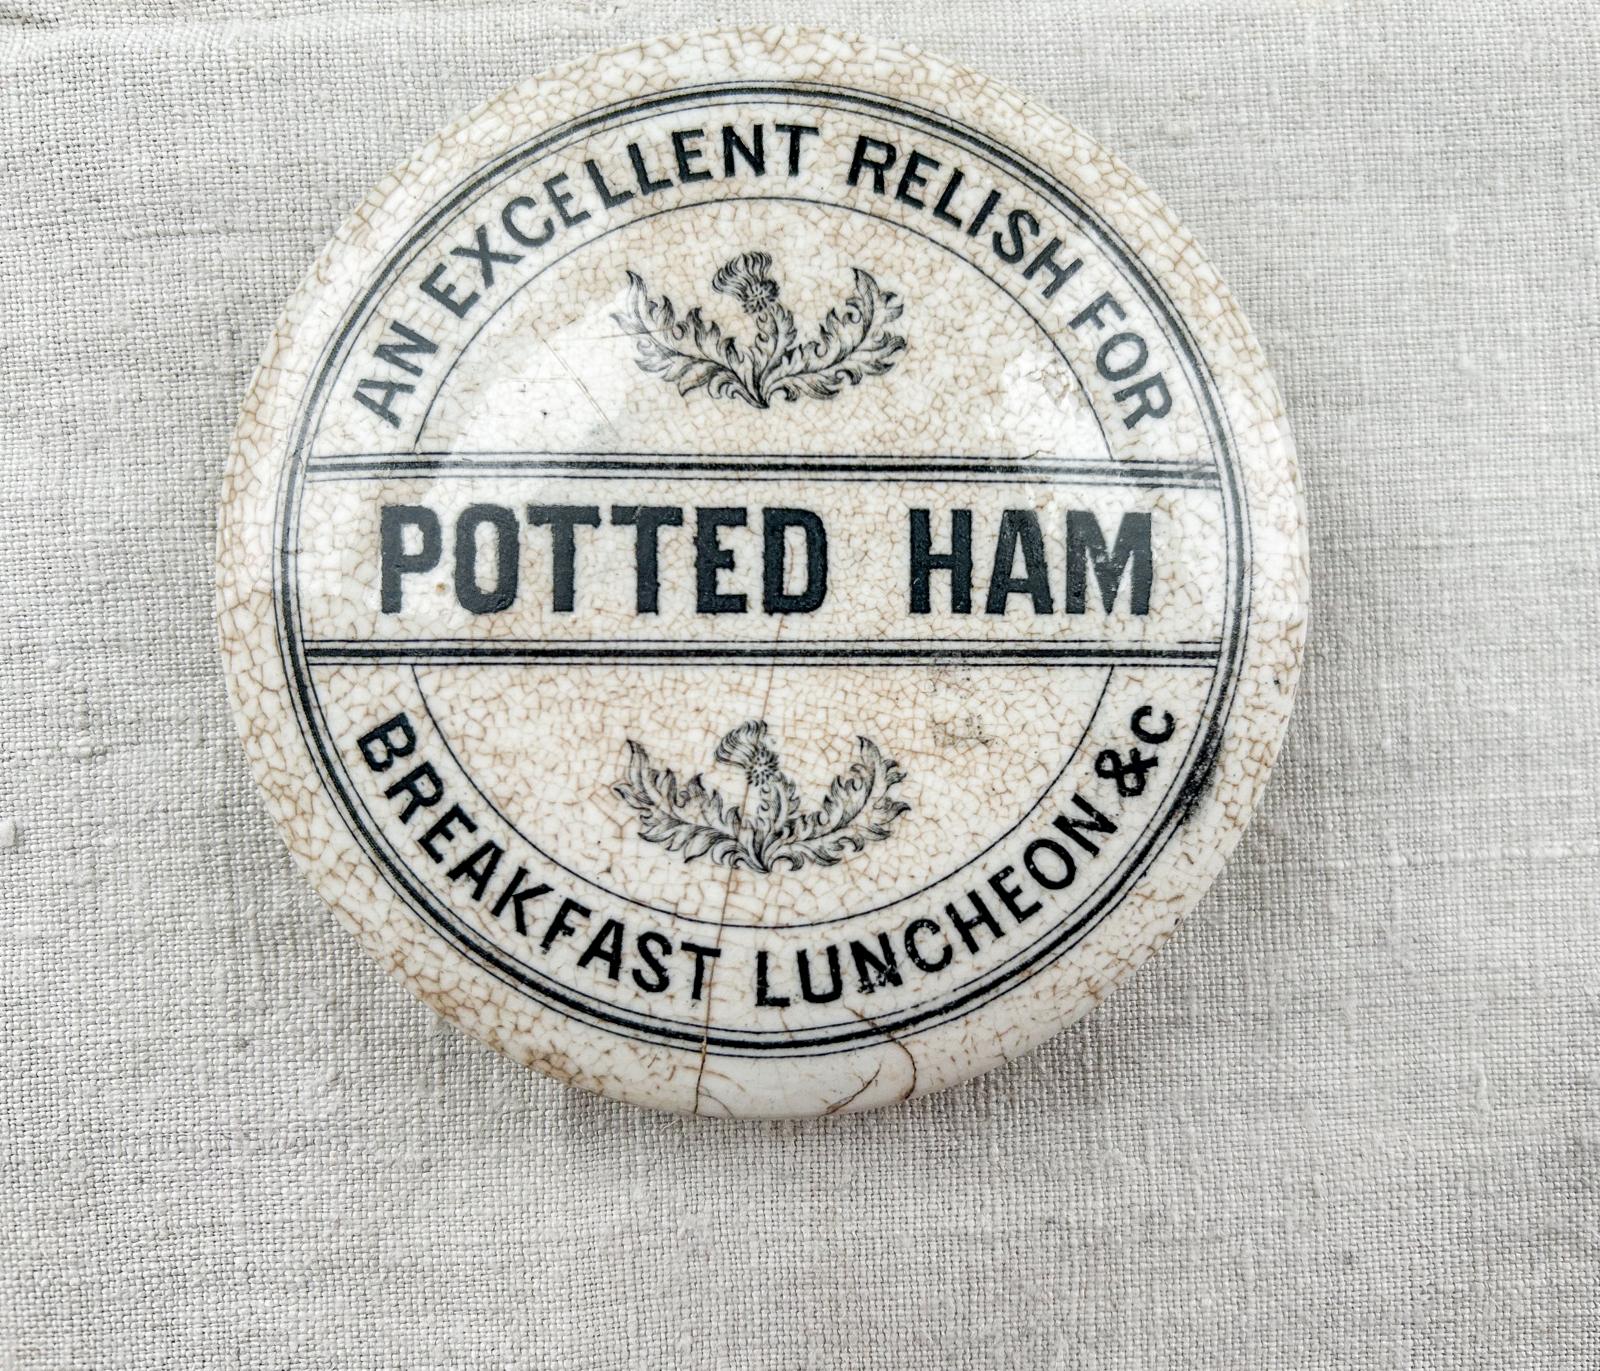 AN EXCELLENT RELISH FOR
POTTED HAM
BREAKFAST LUNCHEON &c